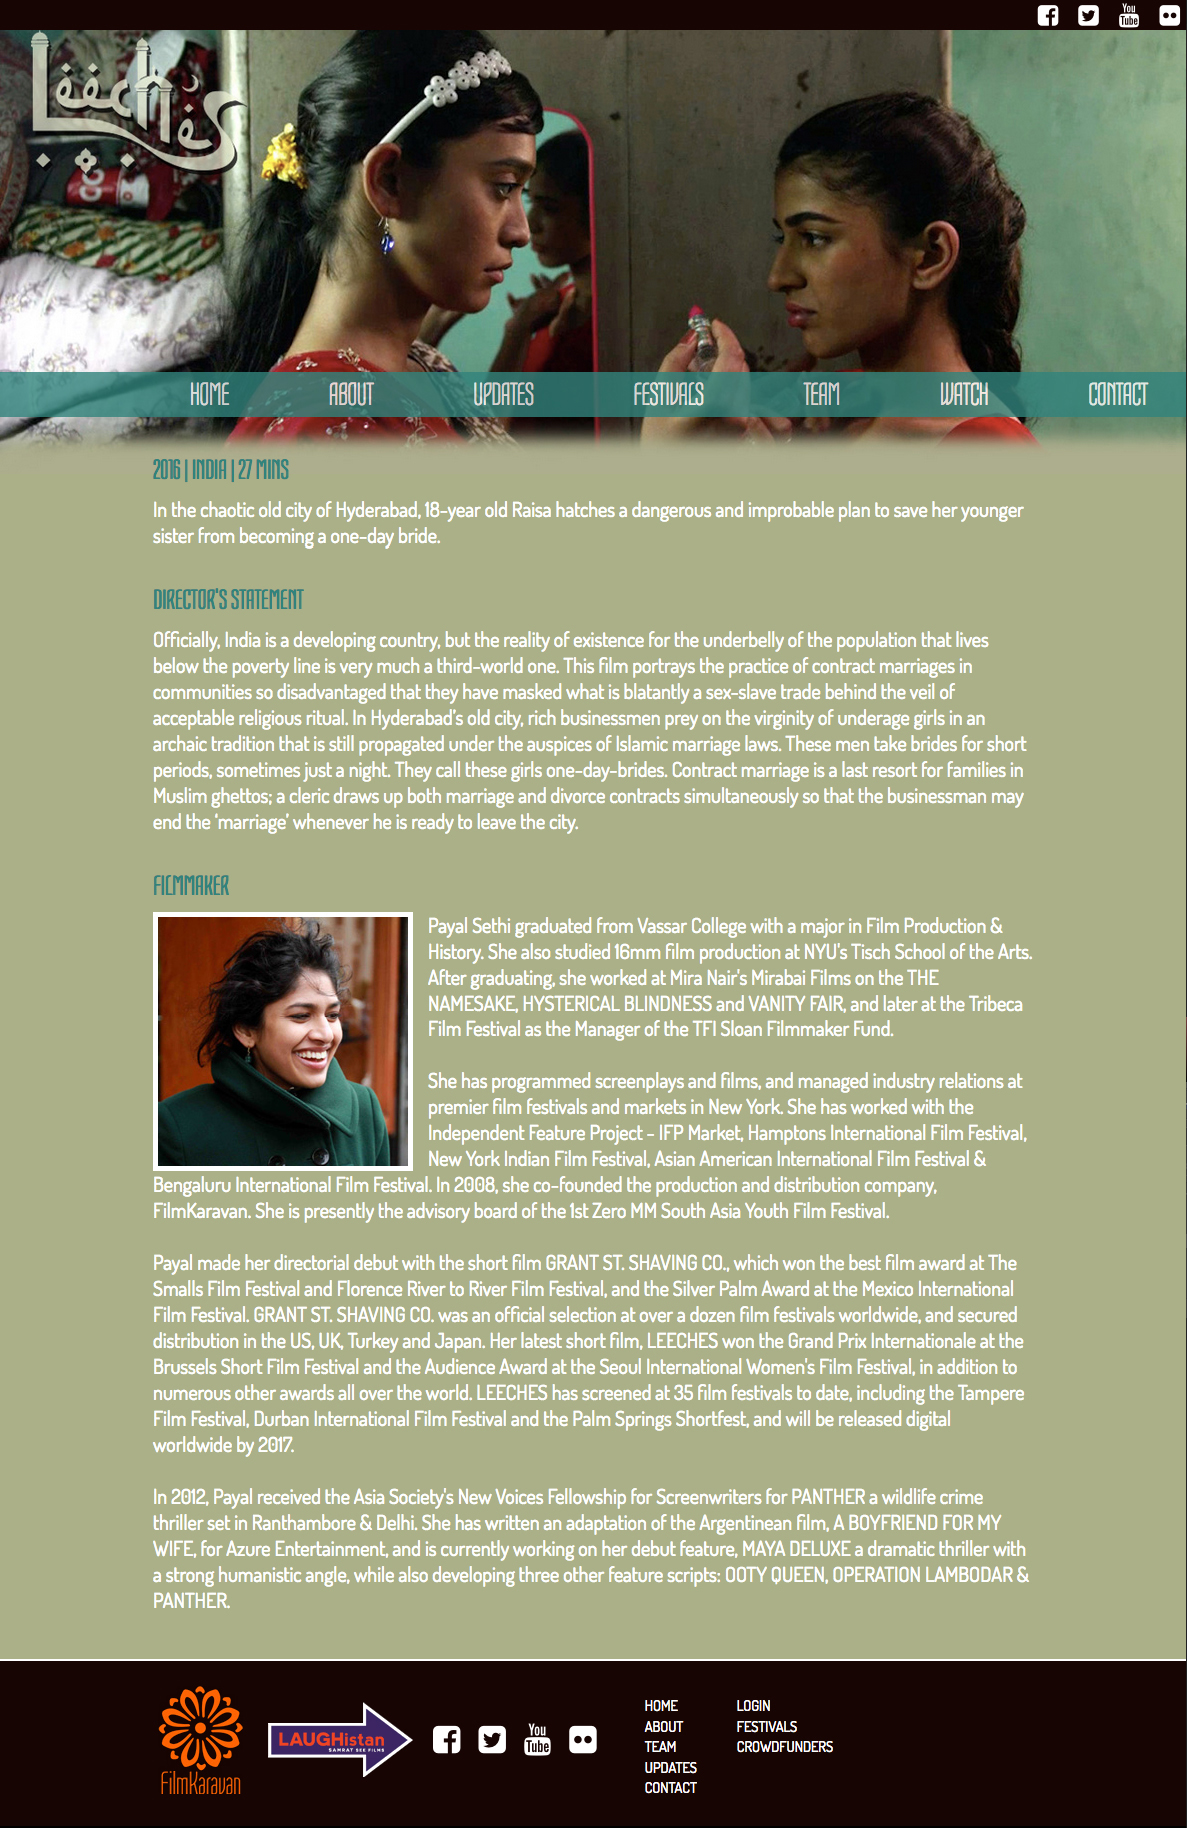 You
Tube
Leeches
HOME ABOUT UPDATES FESTIVALS TEAM WATCH CONTACT
2016 | INDIA | 27 MINS
In the chaotic old city of Hyderabad, 18-year old Raisa hatches a dangerous and improbable plan to save her younger
sister from becoming a one-day bride.
DIRECTOR'S STATEMENT
Officially, India is a developing country, but the reality of existence for the underbelly of the population that lives
below the poverty line is very much a third-world one. This film portrays the practice of contract marriages in
communities so disadvantaged that they have masked what is blatantly a sex-slave trade behind the veil of
acceptable religious ritual. In Hyderabad's old city, rich businessmen prey on the virginity of underage girls in an
archaic tradition that is still propagated under the auspices of Islamic marriage laws. These men take brides for short
periods, sometimes just a night. They call these girls one-day-brides. Contract marriage is a last resort for families in
Muslim ghettos; a cleric draws up both marriage and divorce contracts simultaneously so that the businessman may
end the ‘marriage’ whenever he is ready to leave the city.
FILMMAKER
Payal Sethi graduated from Vassar College with a major in Film Production &
History. She also studied 16mm film production at NYU's Tisch School of the Arts.
After graduating, she worked at Mira Nair's Mirabai Films on the THE
NAMESAKE, HYSTERICAL BLINDNESS and VANITY FAIR, and later at the Tribeca
Film Festival as the Manager of the TFI Sloan Filmmaker Fund.
She has programmed screenplays and films, and managed industry relations at
premier film festivals and markets in New York. She has worked with the
Independent Feature Project - IFP Market, Hamptons International Film Festival,
New York Indian Film Festival, Asian American International Film Festival &
Bengaluru International Film Festival. In 2008, she co-founded the production and distribution company,
FilmKaravan. She is presently the advisory board of the 1st Zero MM South Asia Youth Film Festival.
Payal made her directorial debut with the short film GRANT ST. SHAVING CO., which won the best film award at The
Smalls Film Festival and Florence River to River Film Festival, and the Silver Palm Award at the Mexico International
Film Festival. GRANT ST. SHAVING CO. was an official selection at over a dozen film festivals worldwide, and secured
distribution in the US, UK, Turkey and Japan. Her latest short film, LEECHES won the Grand Prix Internationale at the
Brussels Short Film Festival and the Audience Award at the Seoul International Women's Film Festival, in addition to
numerous other awards all over the world. LEECHES has screened at 35 film festivals to date, including the Tampere
Film Festival, Durban International Film Festival and the Palm Springs Shortfest, and will be released digital
worldwide by 2017.
In 2012, Payal received the Asia Society's New Voices Fellowship for Screenwriters for PANTHER a wildlife crime
thriller set in Ranthambore & Delhi. She has written an adaptation of the Argentinean film, A BOYFRIEND FOR MY
WIFE, for Azure Entertainment, and is currently working on her debut feature, MAYA DELUXE a dramatic thriller with
a strong humanistic angle, while also developing three other feature scripts: OOTY QUEEN, OPERATION LAMBODAR &
PANTHER.
FilmKaravan
LAUGHistan
SAMRAT SEE FILMS
You
Tube
HOME
ABOUT
TEAM
UPDATES
CONTACT
LOGIN
FESTIVALS
CROWDFUNDERS